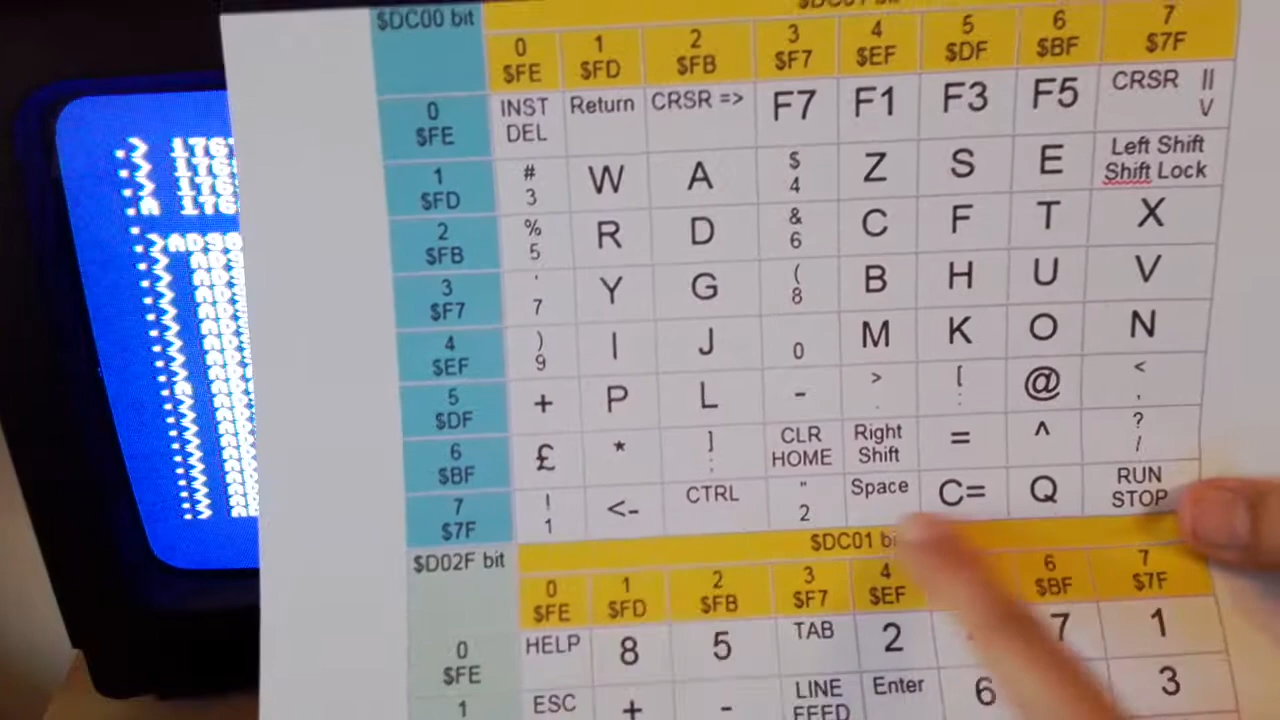 $DC00 bit
0 1 2 3 4 5 6 7
$FE $FD $FB $F7 $EF $DF $BF $7F
0 INST Return CRSR => F7 F1 F3 F5 CRSR ||
$FE DEL V
1 # W A $ Z S E Left Shift
$FD 3 4 Shift Lock
2 % R D & C F T X
$FB 5 6
3 ' Y G ( B H U V
$F7 7 8
4 ) I J 0 M K O N
$EF 9
5 + P L - > [ @ <
$DF . : ,
6 £ * ] CLR Right = ^ ?
$BF ; HOME Shift /
7 ! <- CTRL " Space C= Q RUN
$7F 1 2 STOP
$D02F bit $DC01
0 1 2 3 4 6 7
$FE $FD $FB $F7 $EF $BF $7F
0 HELP 8 5 TAB 2 7 1
$FE
1 ESC + - LINE Enter 6 3
FEED
.> 176
.> 176
.> 176
.A 176